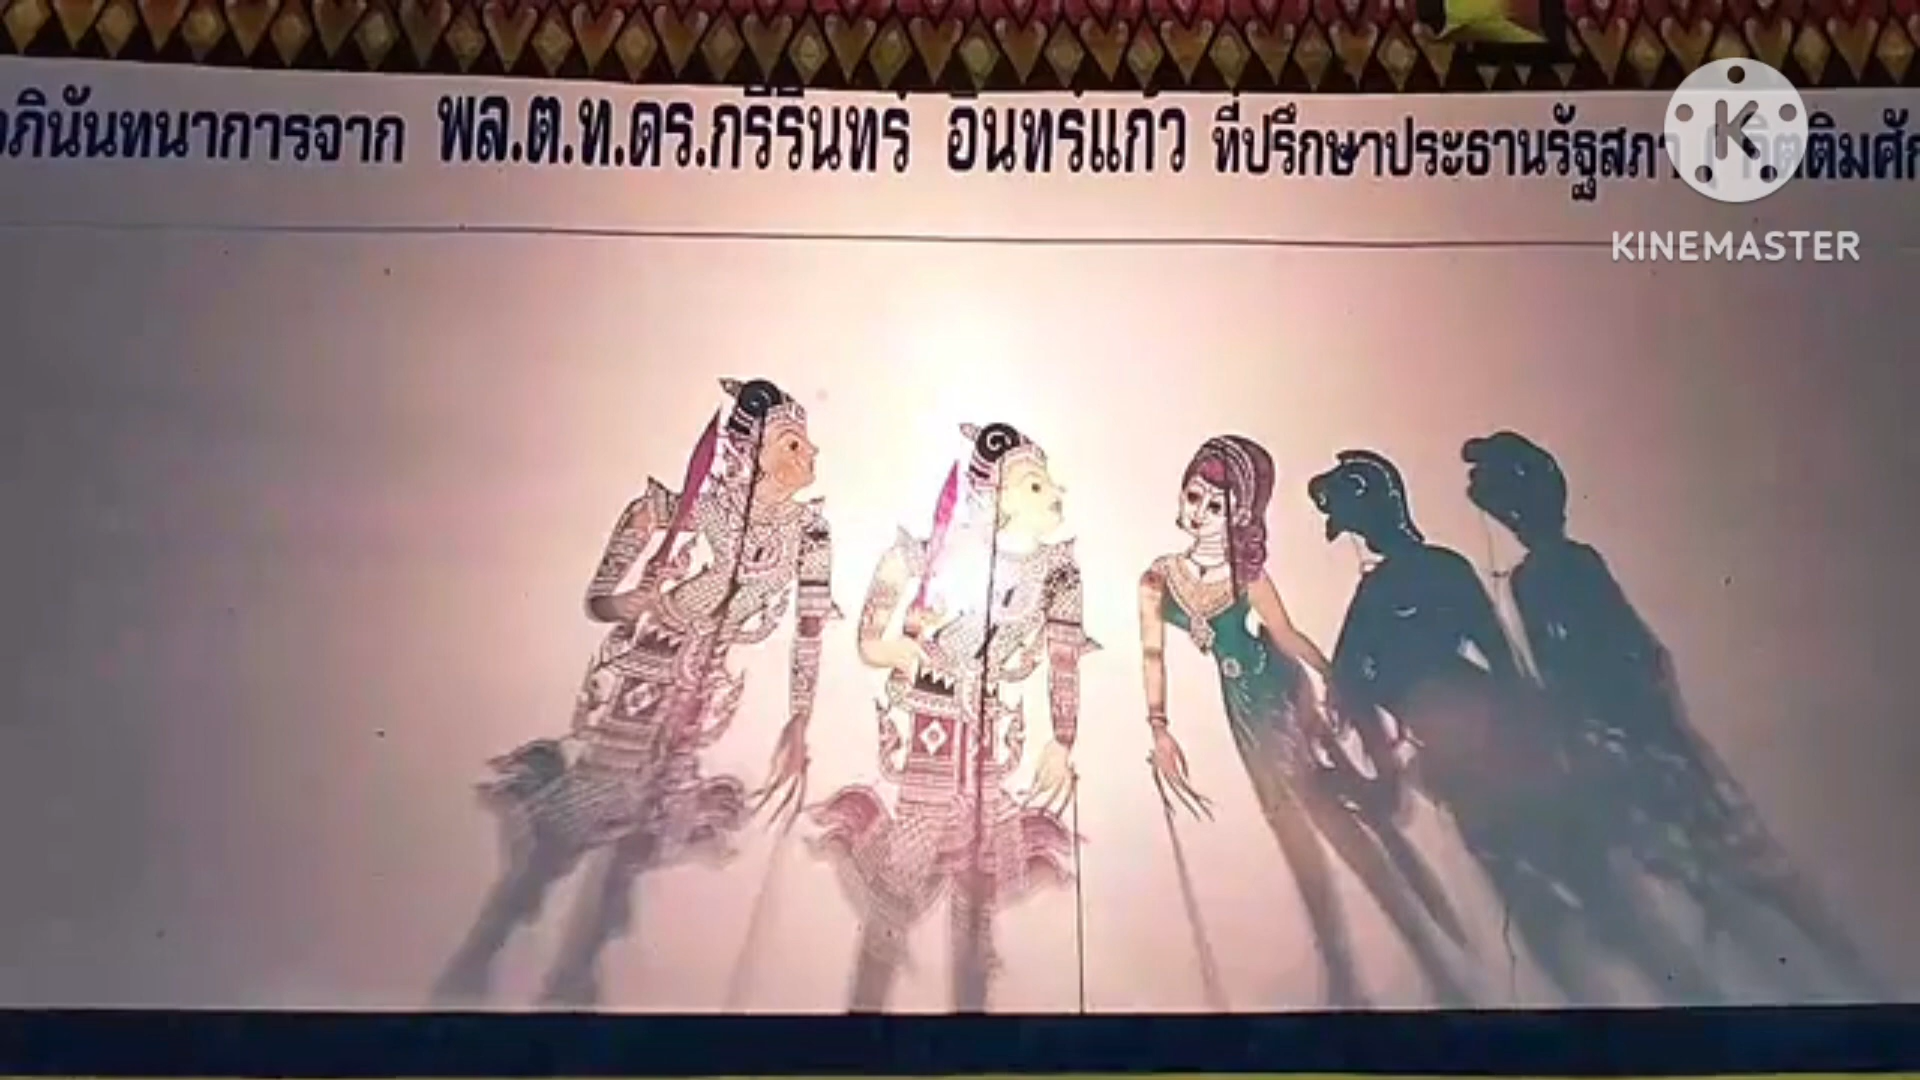 ภินันทนาการจาก พล.ต.ท.ดร.ภริรินทร์ อินทร์แก้ว ที่ปรึกษาประธานรัฐสภา
K
KINEMASTER